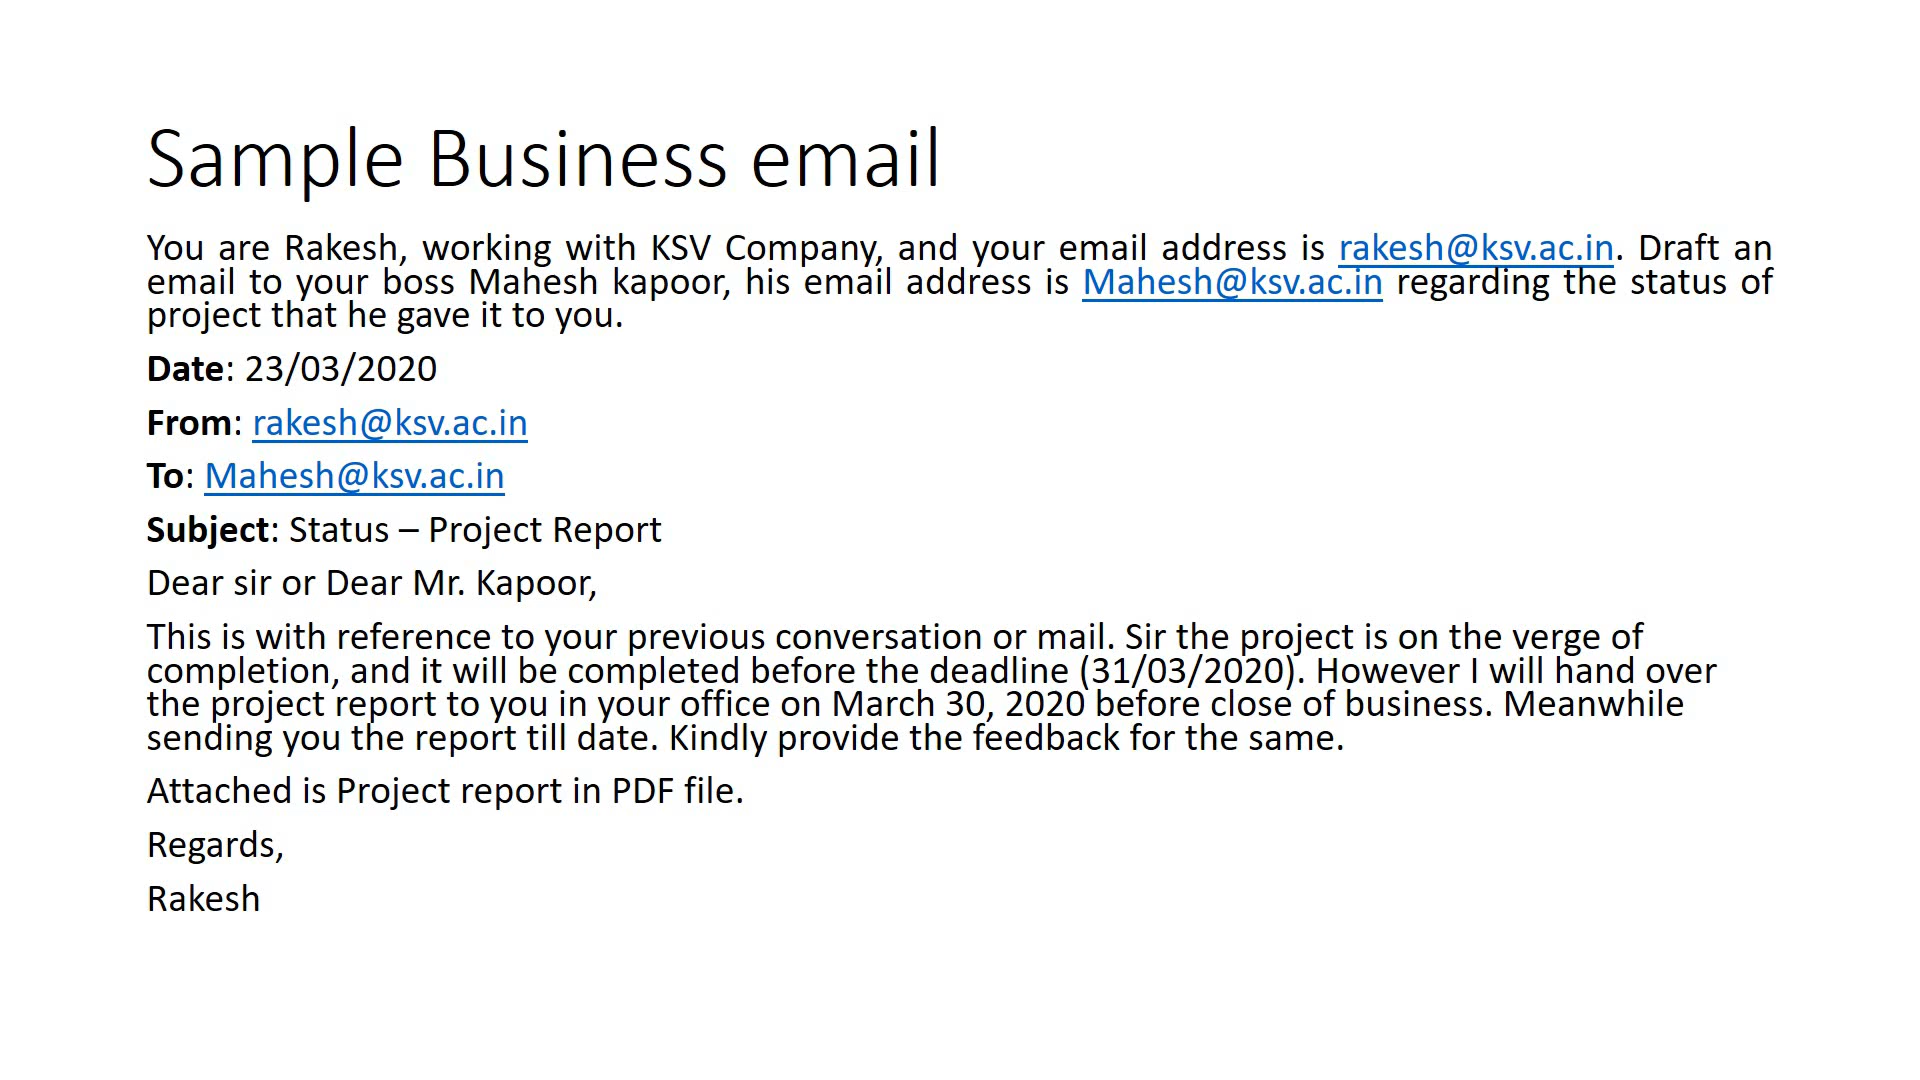 Sample Business email
You are Rakesh, working with KSV Company, and your email address is rakesh@ksv.ac.in. Draft an
email to your boss Mahesh kapoor, his email address is Mahesh@ksv.ac.in regarding the status of
project that he gave it to you.
Date: 23/03/2020
From: rakesh@ksv.ac.in
To: Mahesh@ksv.ac.in
Subject: Status – Project Report
Dear sir or Dear Mr. Kapoor,
This is with reference to your previous conversation or mail. Sir the project is on the verge of
completion, and it will be completed before the deadline (31/03/2020). However I will hand over
the project report to you in your office on March 30, 2020 before close of business. Meanwhile
sending you the report till date. Kindly provide the feedback for the same.
Attached is Project report in PDF file.
Regards,
Rakesh